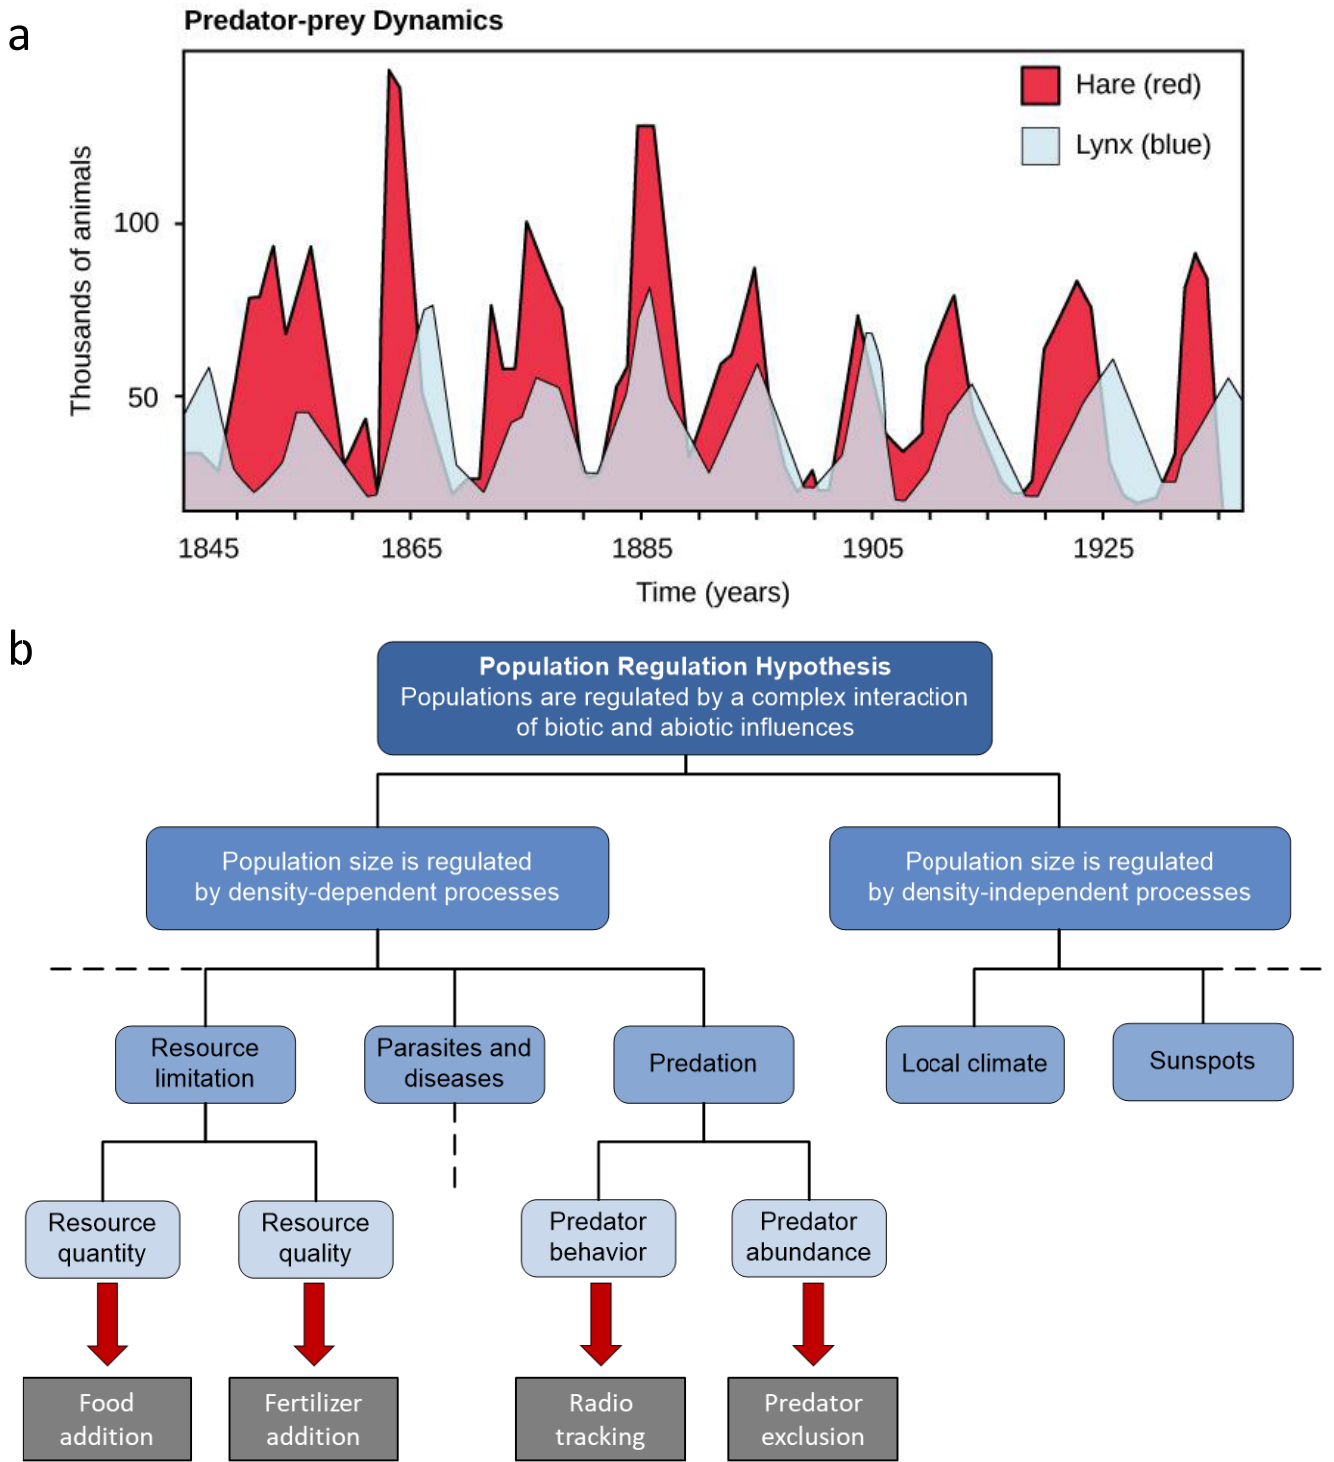 a
Predator-prey Dynamics
Hare (red)
Lynx (blue)
Thousands of animals
100
50
1845
1865
1885
1905
1925
Time (years)
b
Population Regulation Hypothesis
Populations are regulated by a complex interaction
of biotic and abiotic influences
Population size is regulated
by density-dependent processes
Population size is regulated
by density-independent processes
Resource
limitation
Parasites and
diseases
Predation
Local climate
Sunspots
Resource
quantity
Resource
quality
Predator
behavior
Predator
abundance
Food
addition
Fertilizer
addition
Radio
tracking
Predator
exclusion